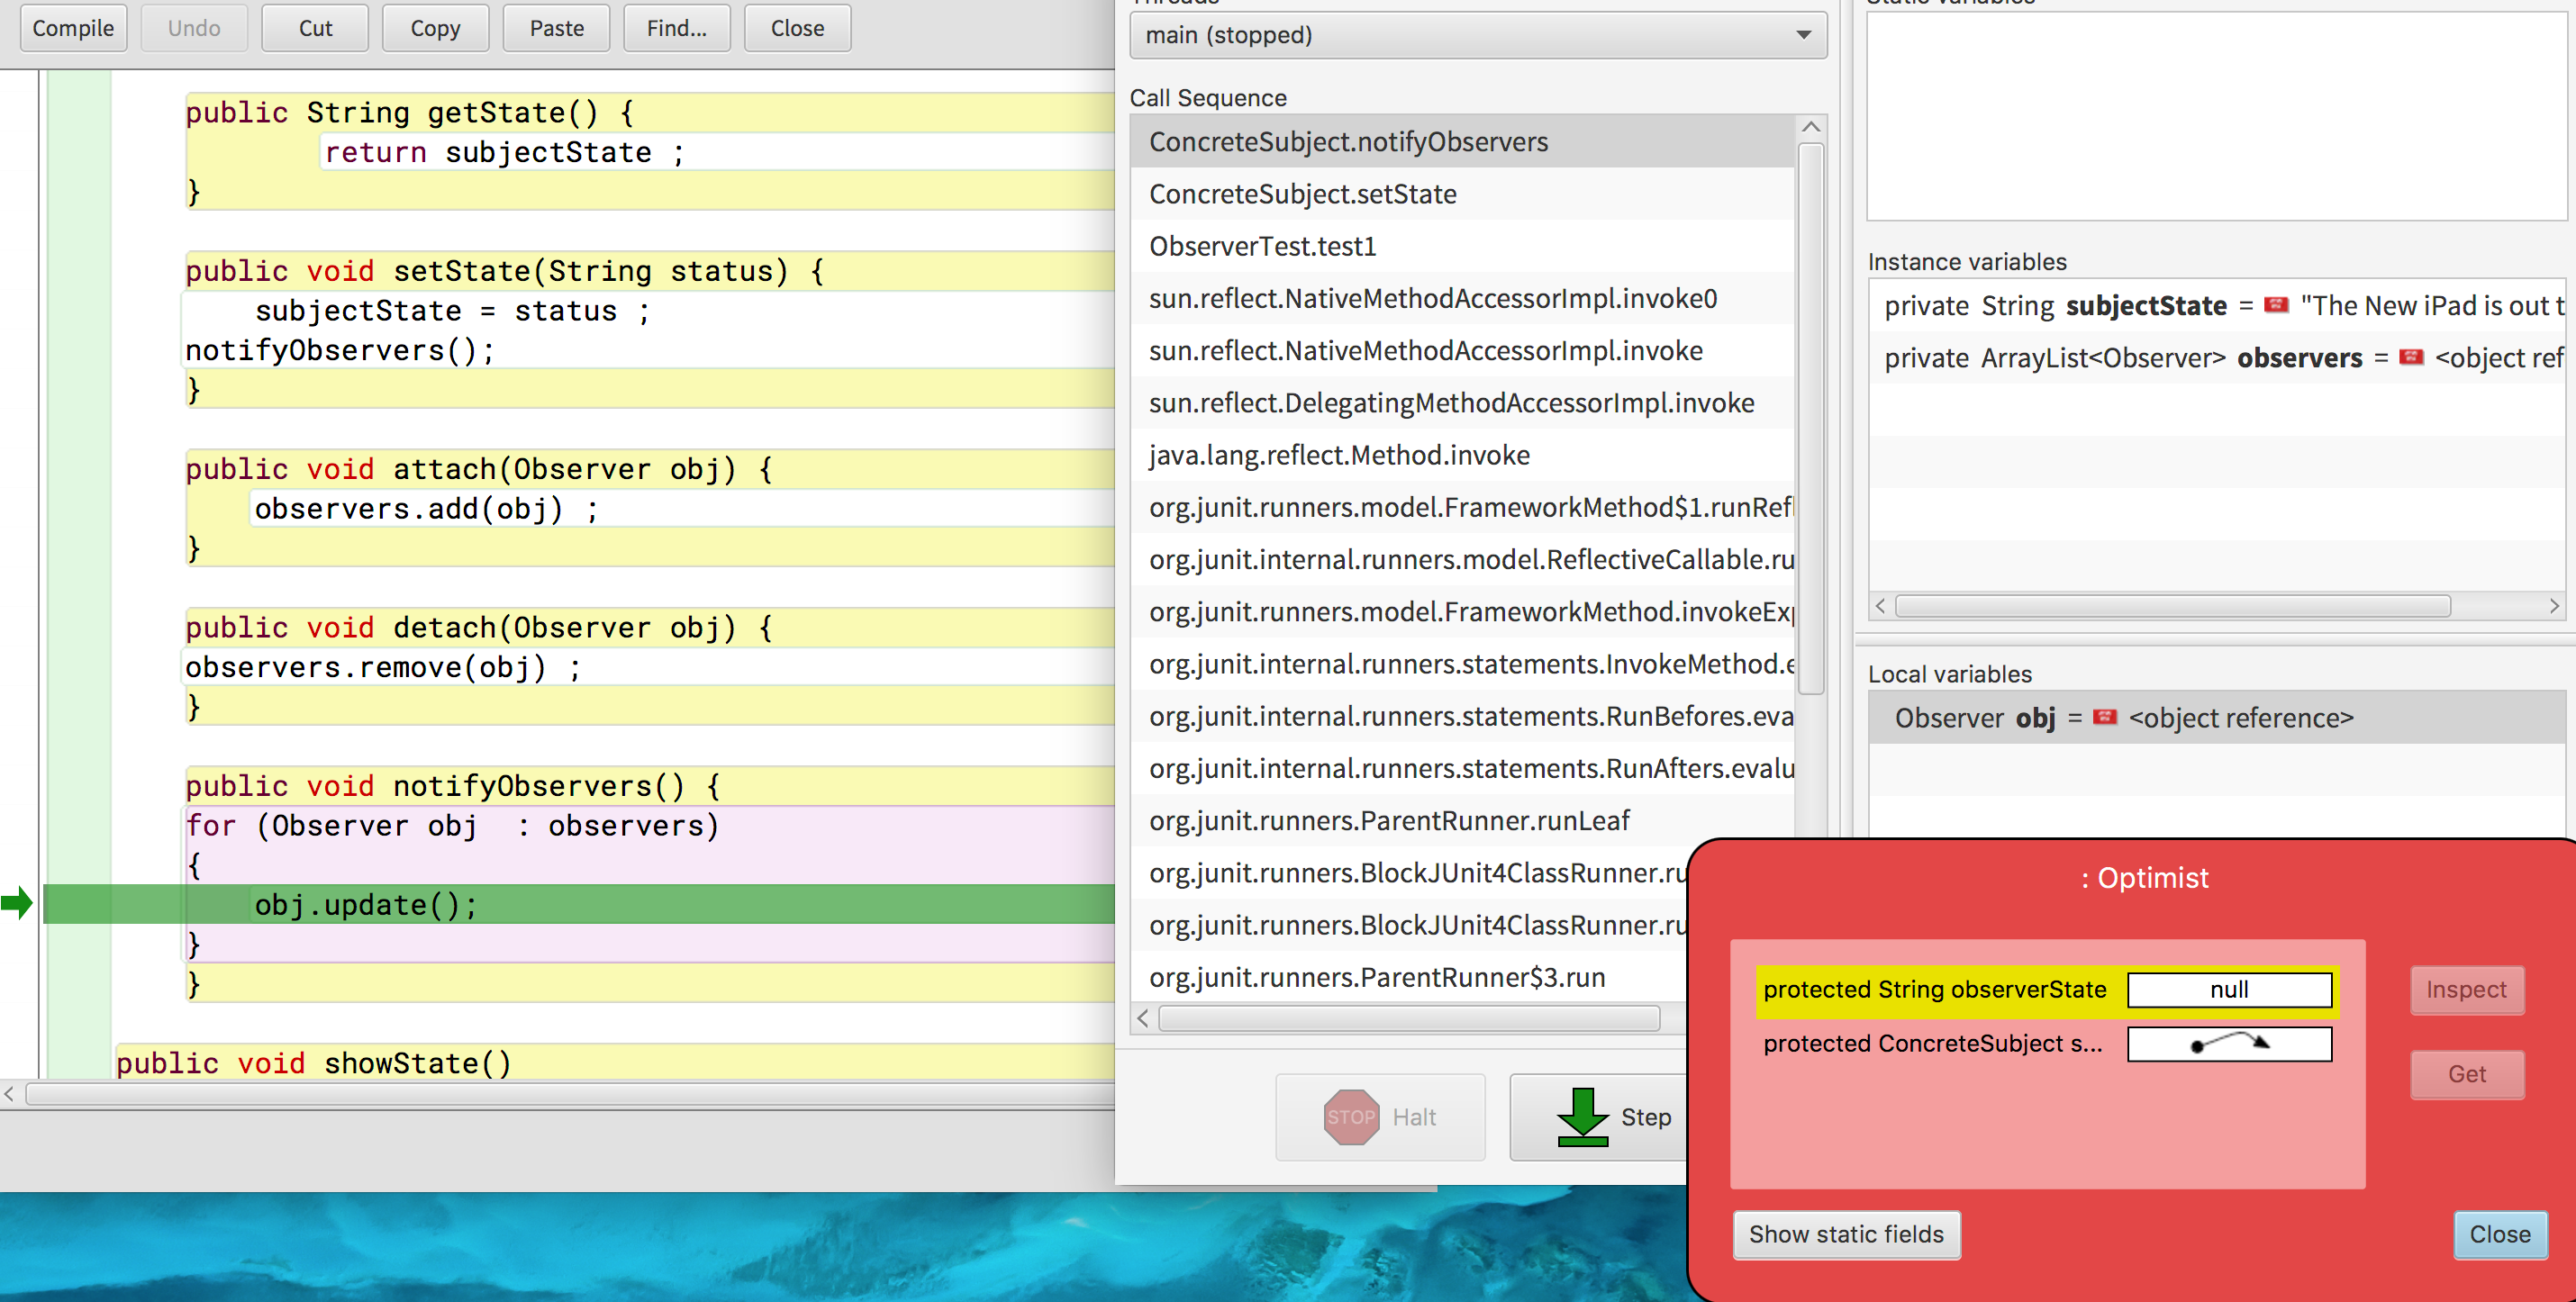 Compile Undo Cut Copy Paste Find... Close
public String getState() {
return subjectState ;
}
public void setState(String status) {
subjectState = status ;
notifyObservers();
}
public void attach(Observer obj) {
observers.add(obj) ;
}
public void detach(Observer obj) {
observers.remove(obj) ;
}
public void notifyObservers() {
for (Observer obj  : observers)
{
obj.update();
}
}
public void showState()
Threads
main (stopped)
Call Sequence
ConcreteSubject.notifyObservers
ConcreteSubject.setState
ObserverTest.test1
sun.reflect.NativeMethodAccessorImpl.invoke0
sun.reflect.NativeMethodAccessorImpl.invoke
sun.reflect.DelegatingMethodAccessorImpl.invoke
java.lang.reflect.Method.invoke
org.junit.runners.model.FrameworkMethod$1.runRefl
org.junit.internal.runners.model.ReflectiveCallable.ru
org.junit.runners.model.FrameworkMethod.invokeExp
org.junit.internal.runners.statements.InvokeMethod.e
org.junit.internal.runners.statements.RunBefores.eva
org.junit.internal.runners.statements.RunAfters.evalu
org.junit.runners.ParentRunner.runLeaf
org.junit.runners.BlockJUnit4ClassRunner.ru
org.junit.runners.BlockJUnit4ClassRunner.ru
org.junit.runners.ParentRunner$3.run
STOP Halt
Step
Static variables
Instance variables
private String subjectState = "The New iPad is out t
private ArrayList<Observer> observers = <object ref
Local variables
Observer obj = <object reference>
: Optimist
protected String observerState null
protected ConcreteSubject s...
Inspect
Get
Show static fields
Close